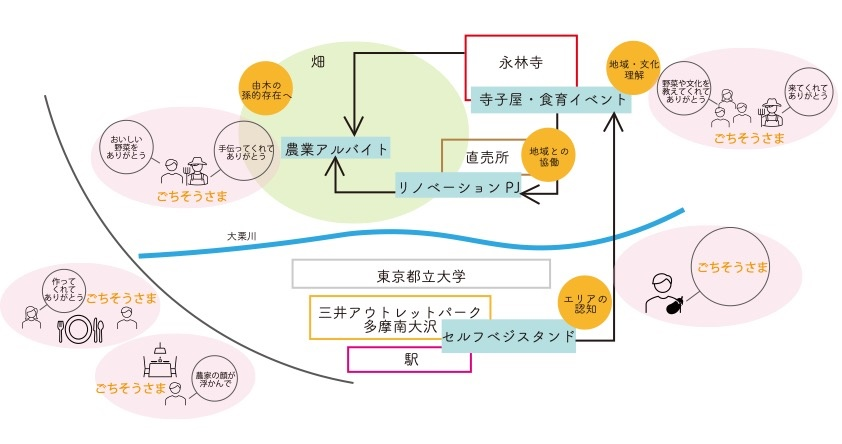 畑
永林寺
地域・文化
理解
野菜や文化を
教えてくれて
ありがとう
来てくれて
ありがとう
ごちそうさま
由木の
孫的存在へ
寺子屋・食育イベント
おいしい
野菜を
ありがとう
手伝ってくれて
ありがとう
ごちそうさま
農業アルバイト
直売所
地域との
協働
リノベーションPJ
大栗川
東京都立大学
ごちそうさま
作って
くれて
ありがとう
ごちそうさま
三井アウトレットパーク
多摩南大沢
エリアの
認知
セルフベジスタンド
駅
ごちそうさま
農家の顔が
浮かんで